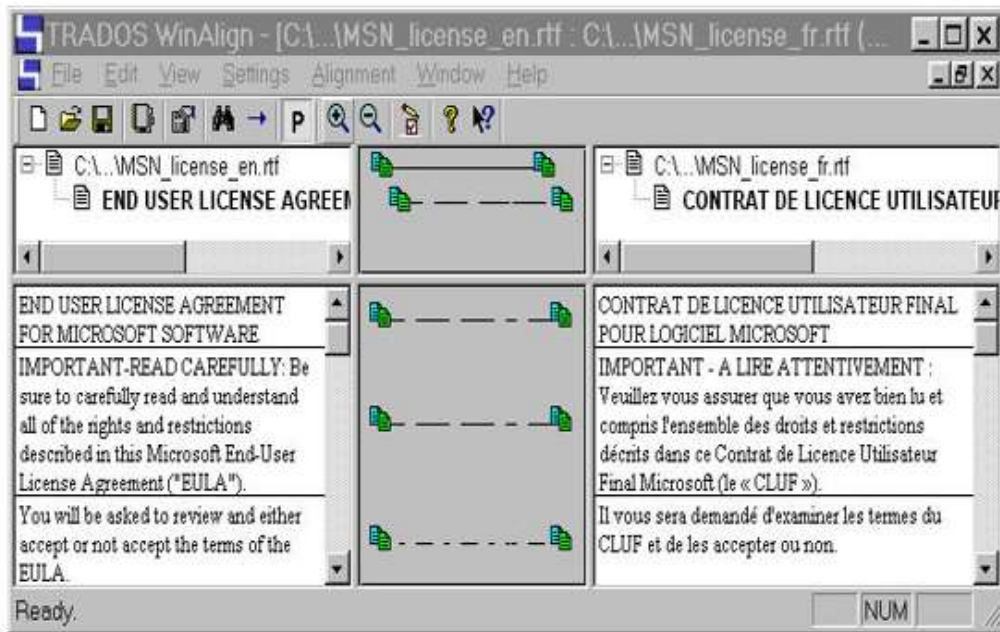 TRADOS WinAlign - [C:\...\MSN_license_en.rtf : C:\...\MSN_license_fr.rtf (...
File Edit View Settings Alignment Window Help
P
C:\...\MSN_license_en.rtf
END USER LICENSE AGREEM
C:\...\MSN_license_fr.rtf
CONTRAT DE LICENCE UTILISATEUR
END USER LICENSE AGREEMENT
FOR MICROSOFT SOFTWARE
IMPORTANT-READ CAREFULLY: Be
sure to carefully read and understand
all of the rights and restrictions
described in this Microsoft End-User
License Agreement ("EULA").
You will be asked to review and either
accept or not accept the terms of the
EULA.
CONTRAT DE LICENCE UTILISATEUR FINAL
POUR LOGICIEL MICROSOFT
IMPORTANT - A LIRE ATTENTIVEMENT :
Veuillez vous assurer que vous avez bien lu et
compris l'ensemble des droits et restrictions
décrits dans ce Contrat de Licence Utilisateur
Final Microsoft (le « CLUF »).
Il vous sera demandé d'examiner les termes du
CLUF et de les accepter ou non.
Ready.
NUM